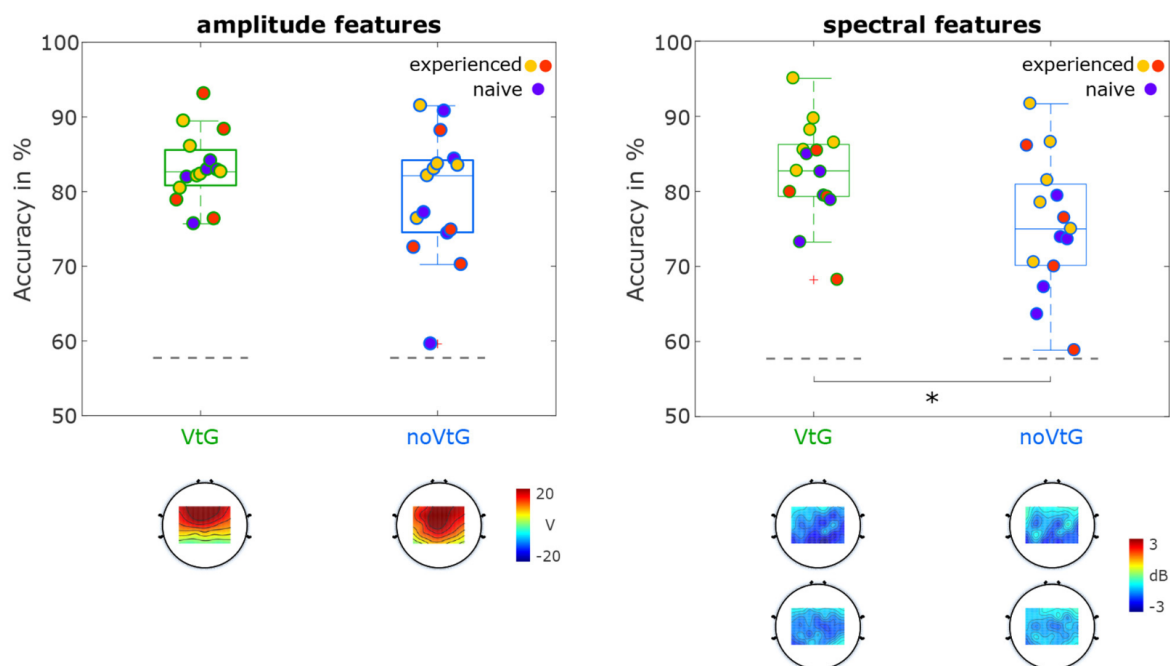 amplitude features
100
90
80
70
60
50
Accuracy in %
experienced
naive
VtG
noVtG
20
V
-20
spectral features
100
90
80
70
60
50
Accuracy in %
experienced
naive
*
VtG
noVtG
3
dB
-3